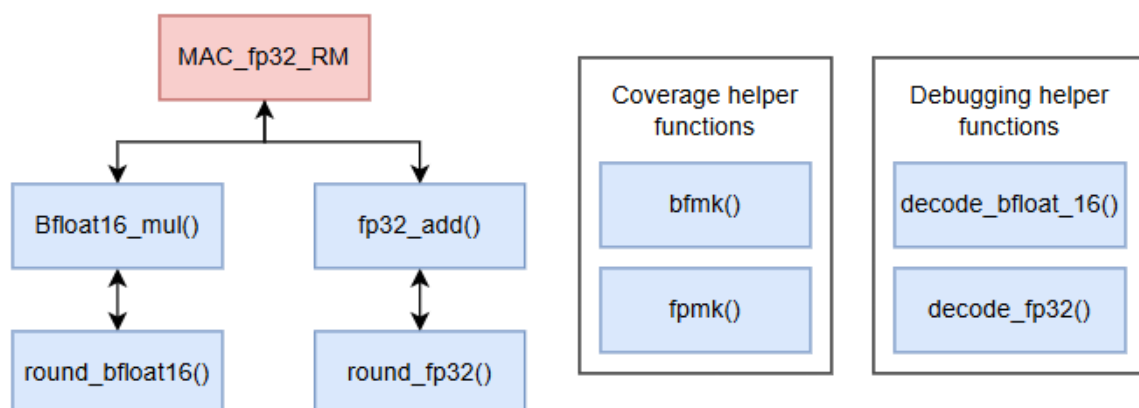 MAC_fp32_RM
Bfloat16_mul()
fp32_add()
round_bfloat16()
round_fp32()
Coverage helper
functions
bfmk()
fpmk()
Debugging helper
functions
decode_bfloat_16()
decode_fp32()